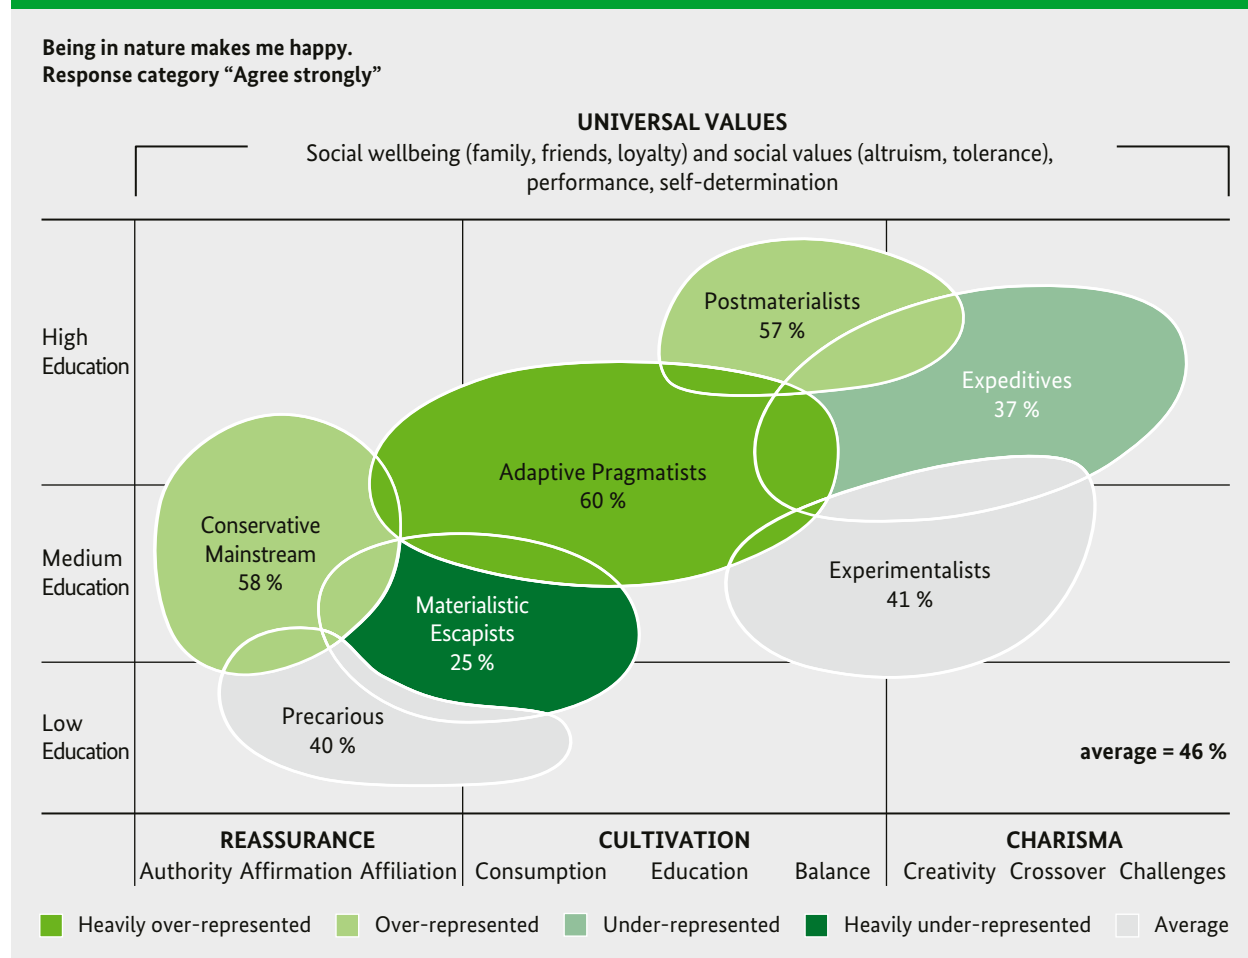 Being in nature makes me happy.
Response category “Agree strongly”
UNIVERSAL VALUES
Social wellbeing (family, friends, loyalty) and social values (altruism, tolerance),
performance, self-determination
High
Education
Medium
Education
Low
Education
Postmaterialists
57 %
Expeditives
37 %
Adaptive Pragmatists
60 %
Conservative
Mainstream
58 %
Experimentalists
41 %
Materialistic
Escapists
25 %
Precarious
40 %
average = 46 %
REASSURANCE
CULTIVATION
CHARISMA
Authority Affirmation Affiliation
Consumption Education Balance
Creativity Crossover Challenges
Heavily over-represented
Over-represented
Under-represented
Heavily under-represented
Average